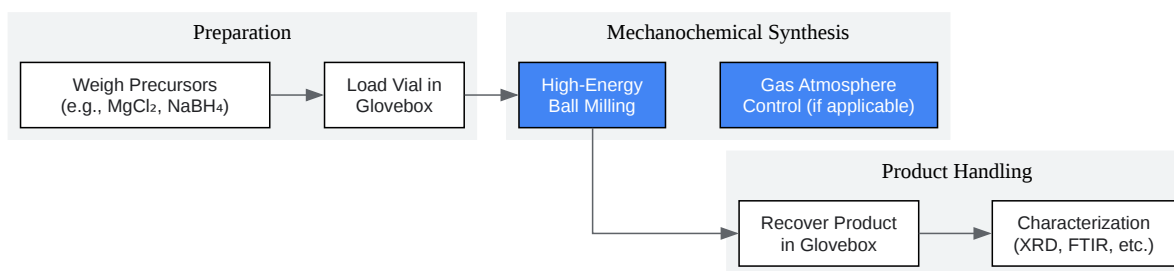 Preparation
Weigh Precursors
(e.g., MgCl₂, NaBH₄)
Load Vial in
Glovebox
Mechanochemical Synthesis
High-Energy
Ball Milling
Gas Atmosphere
Control (if applicable)
Product Handling
Recover Product
in Glovebox
Characterization
(XRD, FTIR, etc.)